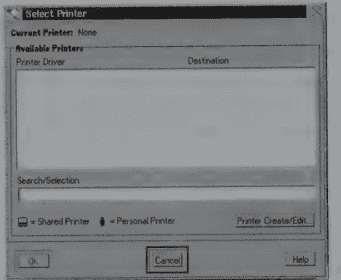 Select Printer
Current Printer: None
Available Printers
Printer Driver Destination
Search/Selection
= Shared Printer = Personal Printer Printer Create/Edit...
Ok Cancel Help